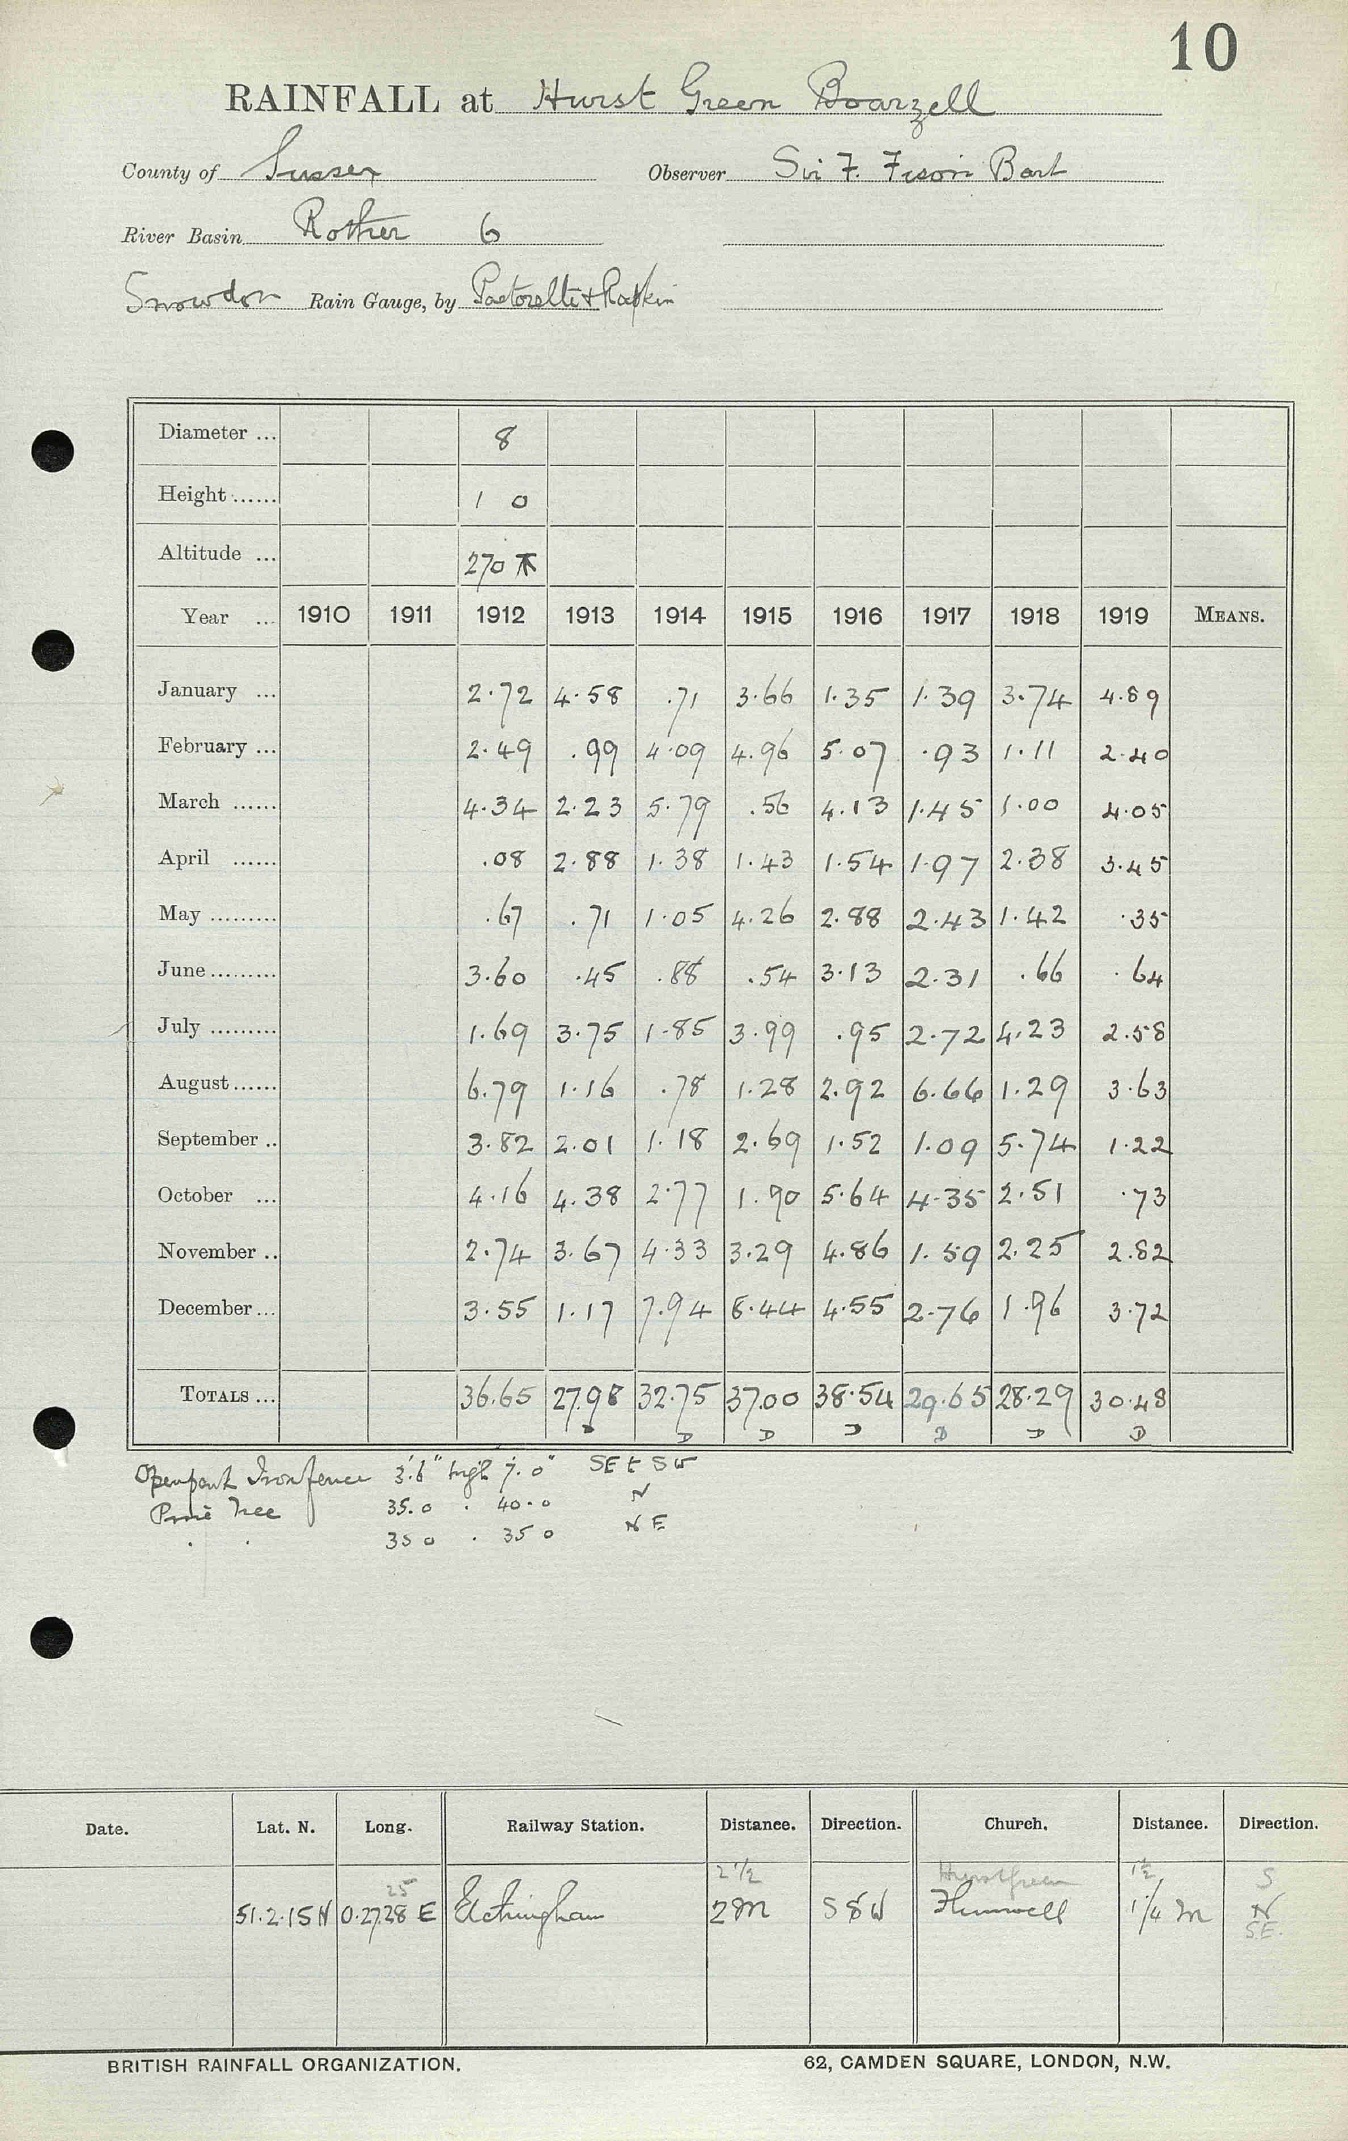 10
RAINFALL at Hurst Green Boarzell
County of Sussex Observer Sir F. Fison Bart
River Basin Rother 6
Snowdon Rain Gauge, by Pastorelli & Rapkin
Diameter ... 8
Height ...... 1 0
Altitude ... 270
Year ... 1910 1911 1912 1913 1914 1915 1916 1917 1918 1919 MEANS.
January ... 2.72 4.58 .71 3.66 1.35 1.39 3.74 4.89
February ... 2.49 .99 4.09 4.96 5.07 .93 1.11 2.40
March ...... 4.34 2.23 5.79 .56 4.13 1.45 1.00 4.05
April ...... .08 2.88 1.38 1.43 1.54 1.97 2.38 3.45
May ......... .67 .71 1.05 4.26 2.88 2.43 1.42 .35
June ......... 3.60 .45 .88 .54 3.13 2.31 .66 .64
July ......... 1.69 3.75 1.85 3.99 .95 2.72 4.23 2.58
August ...... 6.79 1.16 .78 1.28 2.92 6.66 1.29 3.63
September .. 3.82 2.01 1.18 2.69 1.52 1.09 5.74 1.22
October ... 4.16 4.38 2.77 1.90 5.64 4.35 2.51 .73
November .. 2.74 3.67 4.33 3.29 4.86 1.59 2.25 2.82
December ... 3.55 1.17 7.94 8.44 4.55 2.76 1.96 3.72
TOTALS ... 36.65 27.98 32.75 37.00 38.54 29.65 28.29 30.48
D D D D D D D
Iron fence 3'.6" high 7.0" SE & SW
Pine Tree 35.0 . 40.0 N
. . 35 0 . 35 0 N E
Date. Lat. N. Long. Railway Station. Distance. Direction. Church. Distance. Direction.
25 2 1/2 Hurst Green 1 1/2 S
51.2.15 N 0.27.28 E Etchingham 2 M S 8 W Flimwell 1 1/4 m N
S.E.
BRITISH RAINFALL ORGANIZATION. 62, CAMDEN SQUARE, LONDON, N.W.